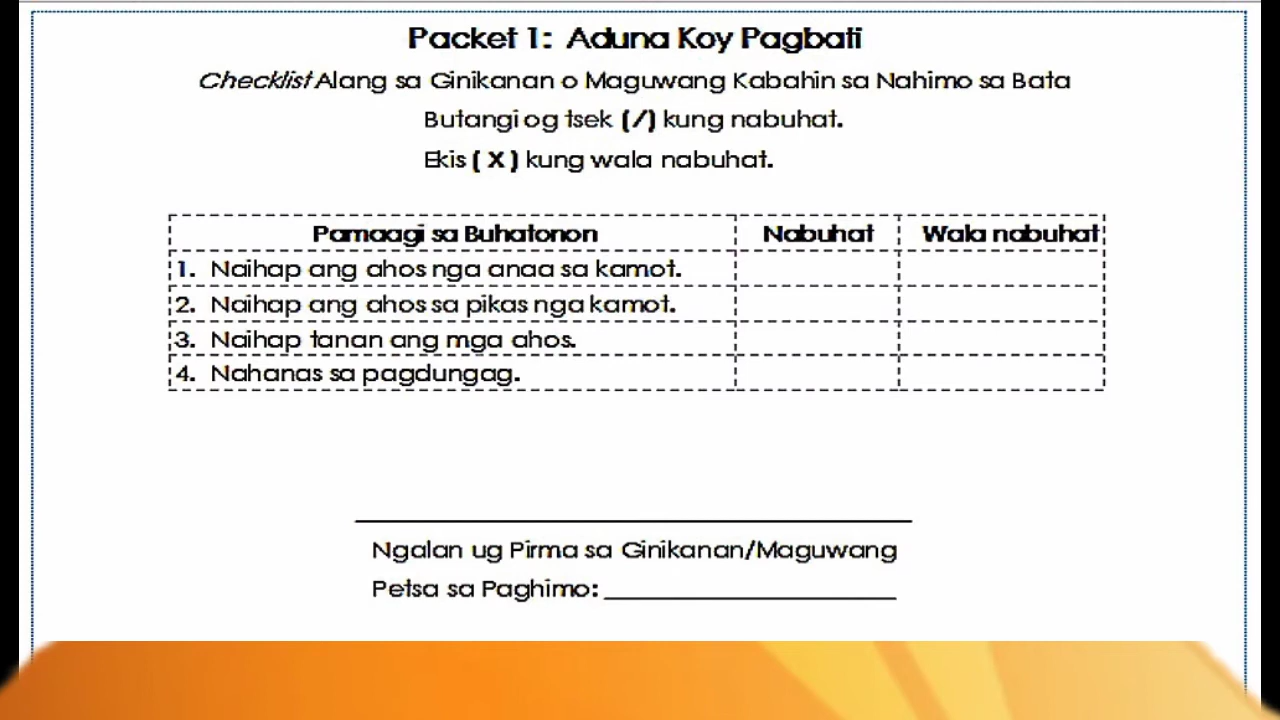 Packet 1: Aduna Koy Pagbati
Checklist Alang sa Ginikanan o Maguwang Kabahin sa Nahimo sa Bata
Butangi og tsek (/) kung nabuhat.
Ekis ( X ) kung wala nabuhat.
Pamaagi sa Buhatonon Nabuhat Wala nabuhat
1. Naihap ang ahos nga anaa sa kamot.
2. Naihap ang ahos sa pikas nga kamot.
3. Naihap tanan ang mga ahos.
4. Nahanas sa pagdungag.
Ngalan ug Pirma sa Ginikanan/Maguwang
Petsa sa Paghimo: ______________________